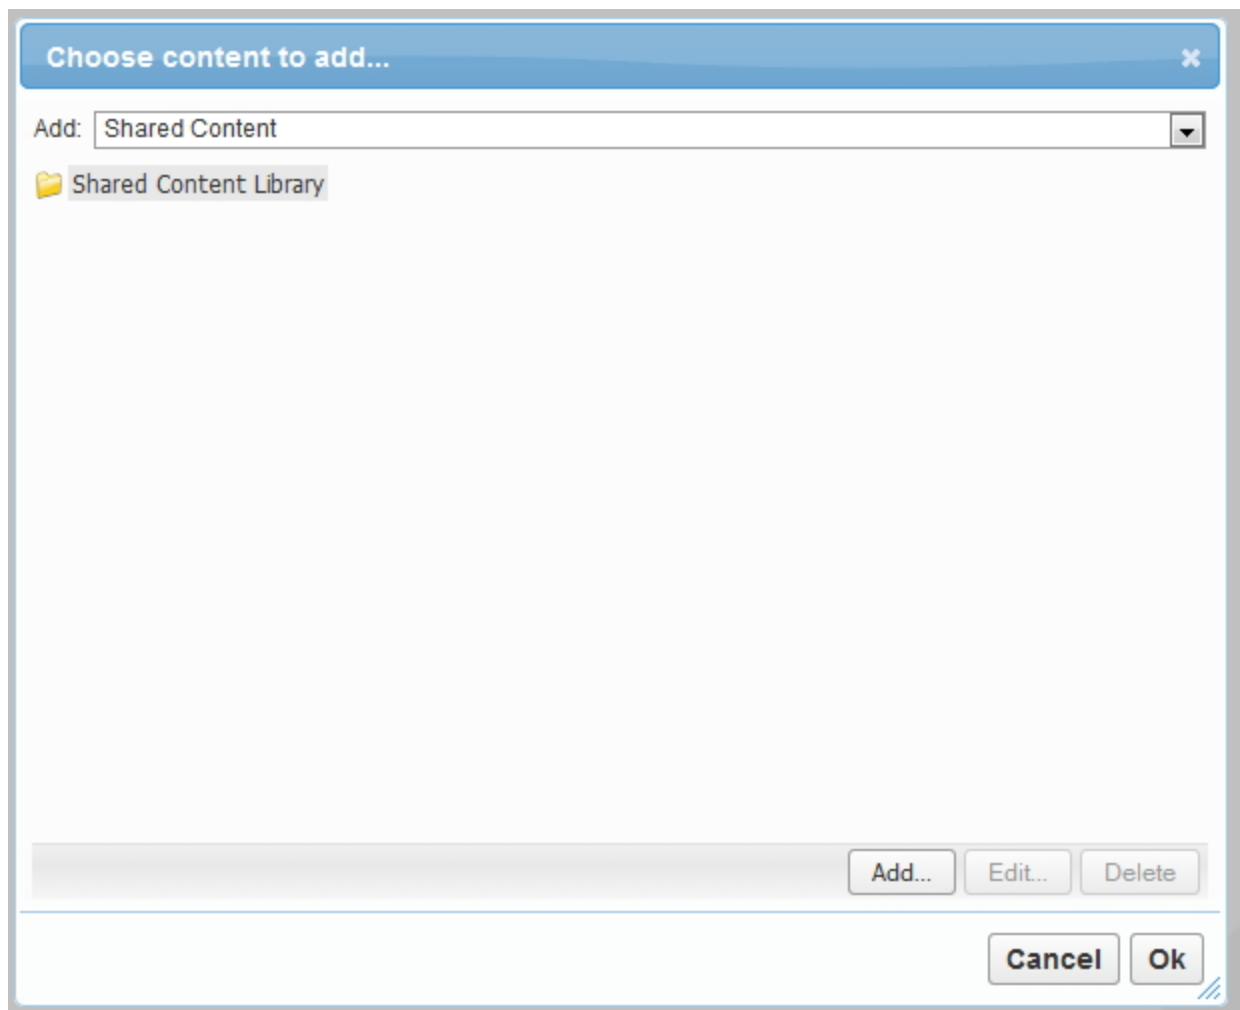 Choose content to add...
Add: Shared Content
Shared Content Library
Add... Edit... Delete
Cancel Ok